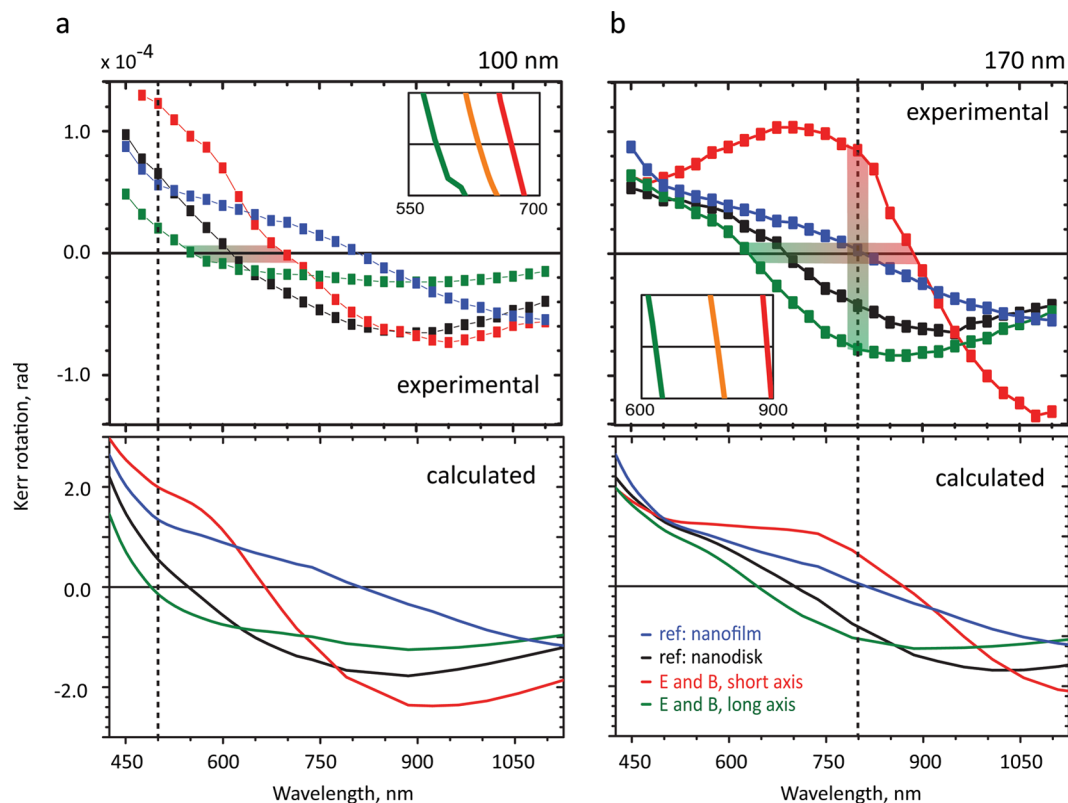 a
b
x 10⁻⁴
100 nm
170 nm
1.0
0.0
-1.0
experimental
550
700
experimental
600
900
Kerr rotation, rad
2.0
0.0
-2.0
calculated
calculated
ref: nanofilm
ref: nanodisk
E and B, short axis
E and B, long axis
450
600
750
900
1050
450
600
750
900
1050
Wavelength, nm
Wavelength, nm